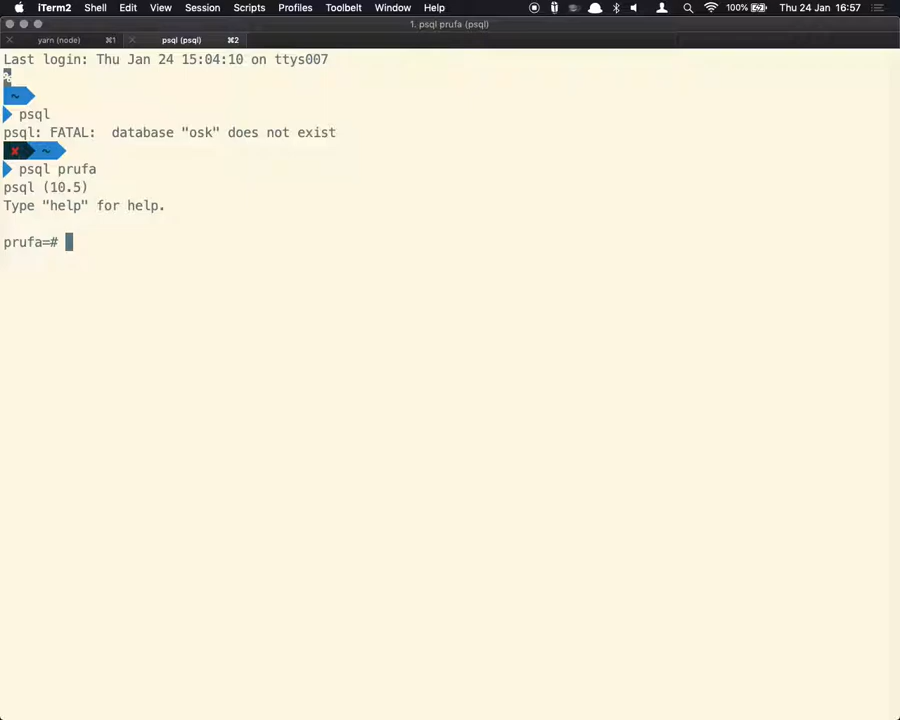 iTerm2 Shell Edit View Session Scripts Profiles Toolbelt Window Help 100% Thu 24 Jan 16:57
1. psql prufa (psql)
yarn (node) ⌘1 psql (psql) ⌘2
Last login: Thu Jan 24 15:04:10 on ttys007
%
~
psql
psql: FATAL:  database "osk" does not exist
✘ ~
psql prufa
psql (10.5)
Type "help" for help.
prufa=#